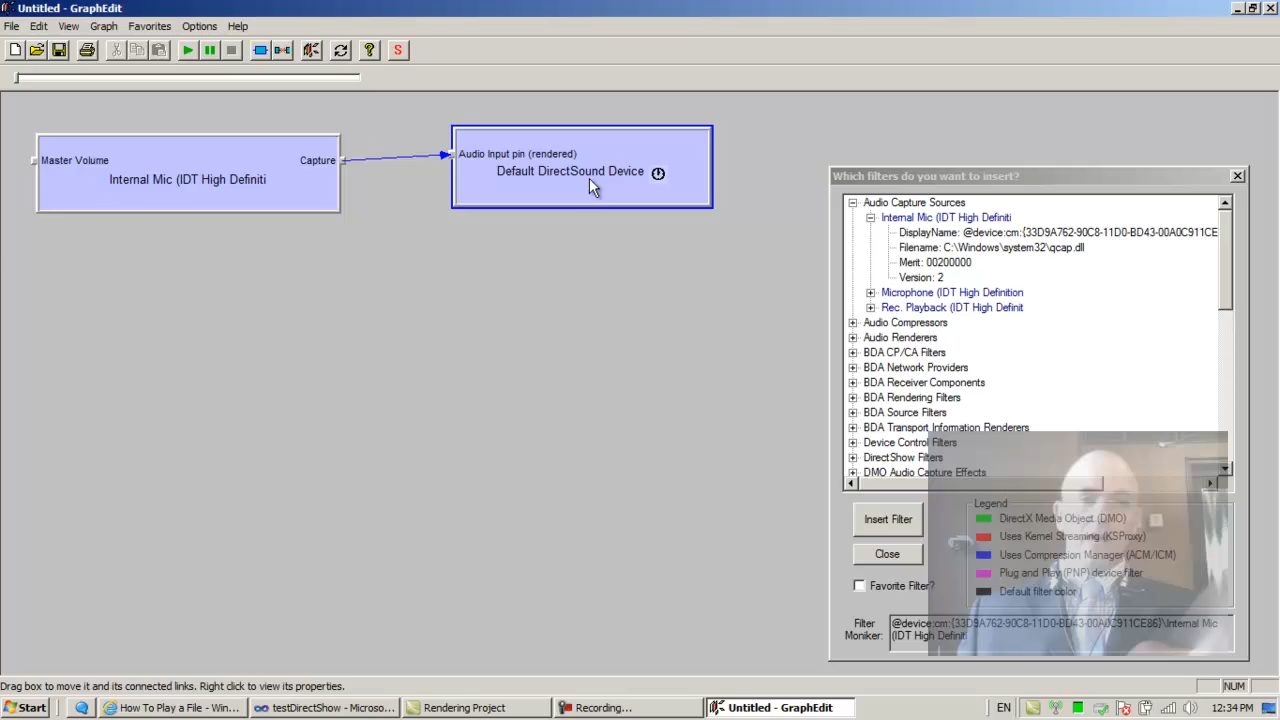 Untitled - GraphEdit
File Edit View Graph Favorites Options Help
S
Master Volume Capture
Internal Mic (IDT High Definiti
Audio Input pin (rendered)
Default DirectSound Device
Which filters do you want to insert?
Audio Capture Sources
Internal Mic (IDT High Definiti
DisplayName: @device:cm:{33D9A762-90C8-11D0-BD43-00A0C911CE
Filename: C:\Windows\system32\qcap.dll
Merit: 00200000
Version: 2
Microphone (IDT High Definition
Rec. Playback (IDT High Definit
Audio Compressors
Audio Renderers
BDA CP/CA Filters
BDA Network Providers
BDA Receiver Components
BDA Rendering Filters
BDA Source Filters
BDA Transport Information Renderers
Device Control Filters
DirectShow Filters
DMO Audio Capture Effects
Insert Filter
Close
Favorite Filter?
Legend
DirectX Media Object (DMO)
Uses Kernel Streaming (KSProxy)
Uses Compression Manager (ACM/ICM)
Plug and Play (PNP) device filter
Default filter color
Filter Moniker:
@device:cm:{33D9A762-90C8-11D0-BD43-00A0C911CE86}\Internal Mic
(IDT High Definiti
Drag box to move it and its connected links. Right click to view its properties.
NUM
Start
How To Play a File - Win...
testDirectShow - Microso...
Rendering Project
Recording...
Untitled - GraphEdit
EN
12:34 PM